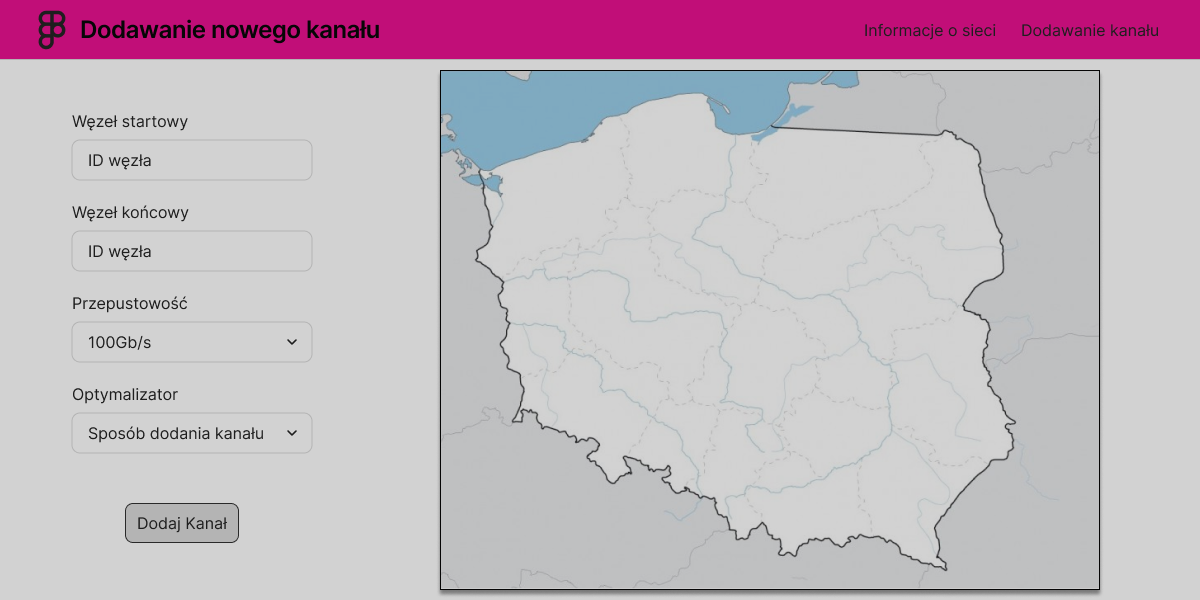 Dodawanie nowego kanału
Informacje o sieci
Dodawanie kanału
Węzeł startowy
ID węzła
Węzeł końcowy
ID węzła
Przepustowość
100Gb/s
Optymalizator
Sposób dodania kanału
Dodaj Kanał